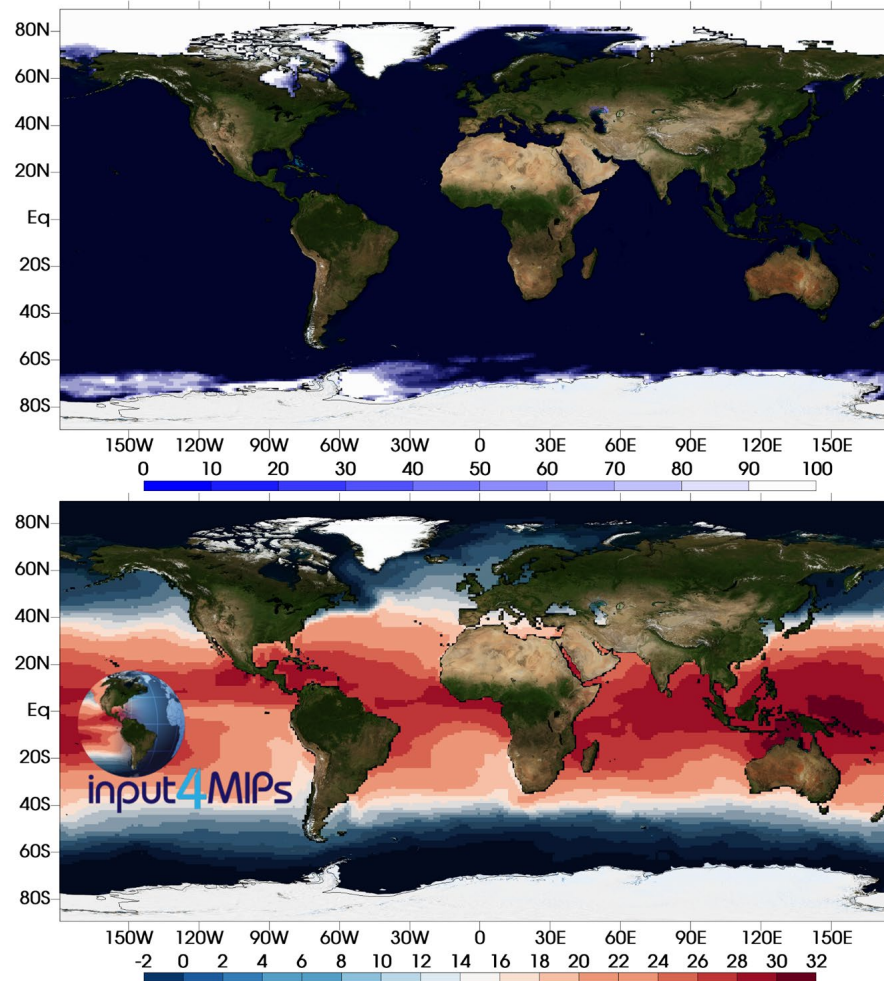 80N
60N
40N
20N
Eq
20S
40S
60S
80S
150W 120W 90W 60W 30W 0 30E 60E 90E 120E 150E
0 10 20 30 40 50 60 70 80 90 100
80N
60N
40N
20N
Eq
20S
40S
60S
80S
input4MIPs
150W 120W 90W 60W 30W 0 30E 60E 90E 120E 150E
-2 0 2 4 6 8 10 12 14 16 18 20 22 24 26 28 30 32